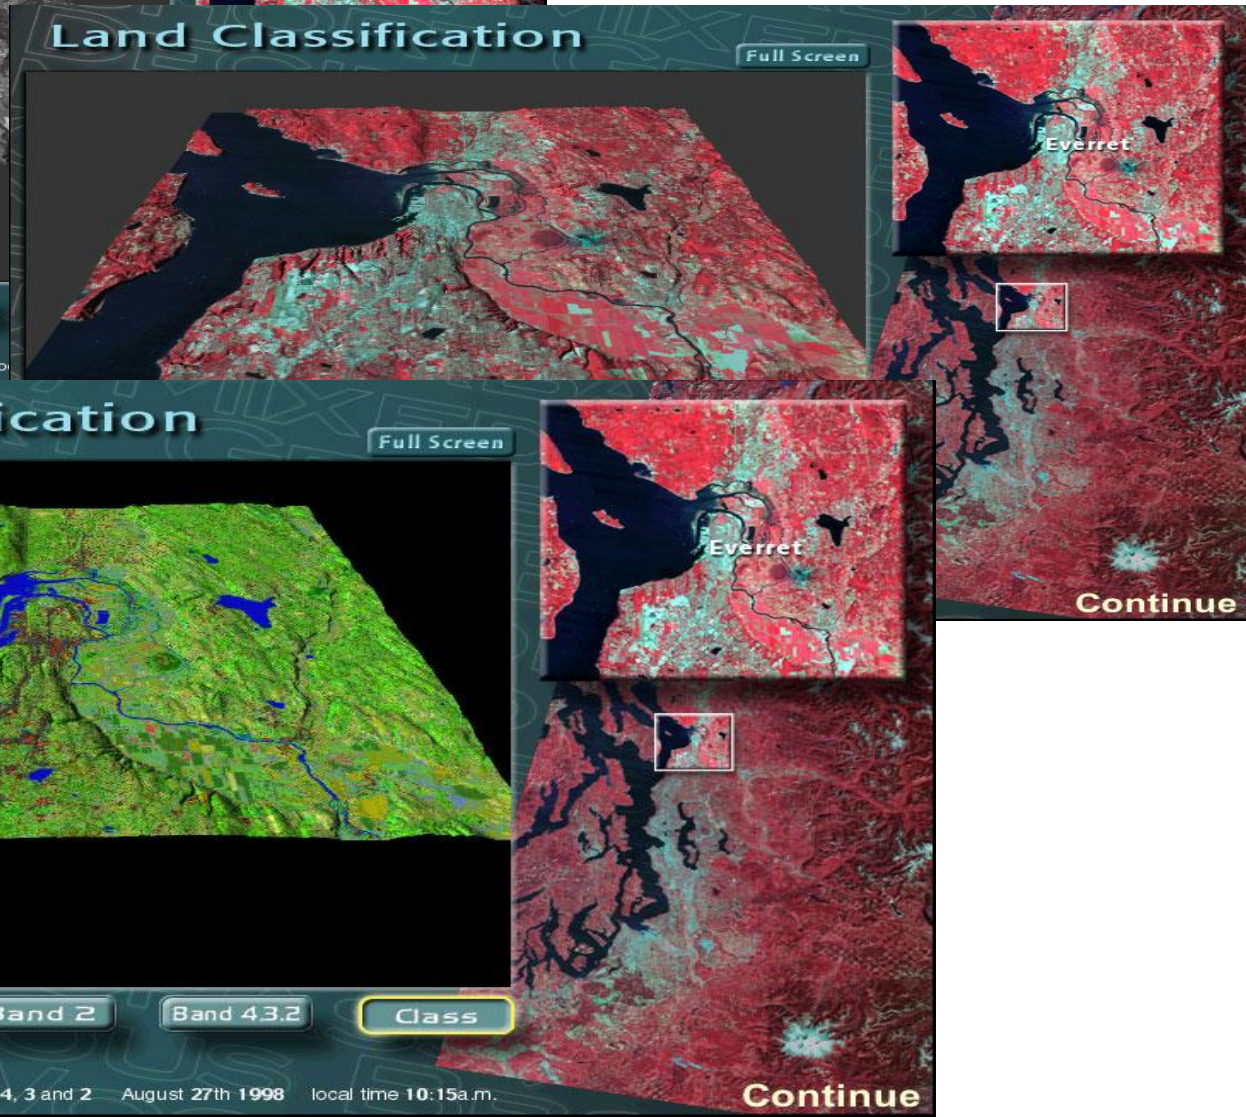 Land Classification
Full Screen
Everret
Continue
ication
Full Screen
Everret
Band 2
Band 4.3.2
Class
4, 3 and 2 August 27th 1998 local time 10:15a.m.
Continue